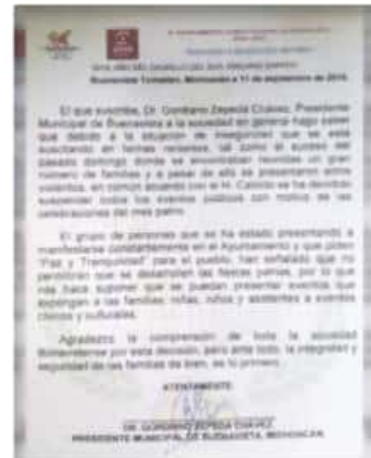 Buenavista Tomatlán, Michoacán a 11 de septiembre de 2019.
El que suscribe, Dr. Gordiano Zepeda Chávez, Presidente
Municipal de Buenavista a la sociedad en general hago saber
que debido a la situación de inseguridad que se está
suscitando en fechas recientes, tal como el suceso del
pasado domingo donde se encontraban reunidas un gran
número de familias y a pesar de ello se presentaron actos
violentos, en común acuerdo con el H. Cabildo se ha decidido
suspender todos los eventos públicos con motivo de las
celebraciones del mes patrio.
El grupo de personas que se ha estado presentando a
manifestarse constantemente en el Ayuntamiento y que piden
"Paz y Tranquilidad" para el pueblo, han señalado que no
permitirán que se desarrollen las fiestas patrias, por lo que
nos hace suponer que se puedan presentar eventos que
expongan a las familias, niñas, niños y asistentes a eventos
cívicos y culturales.
Agradezco la comprensión de toda la sociedad
Buenavistense por esta decisión, pero ante todo, la integridad y
seguridad de las familias de bien, es lo primero.
ATENTAMENTE
DR. GORDIANO ZEPEDA CHÁVEZ
PRESIDENTE MUNICIPAL DE BUENAVISTA, MICHOACÁN